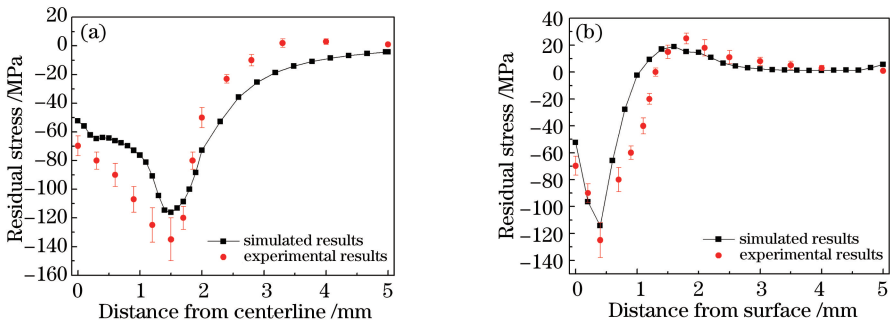 (a)
Residual stress /MPa
20
0
−20
−40
−60
−80
−100
−120
−140
−160
simulated results
experimental results
0 1 2 3 4 5
Distance from centerline /mm
(b)
Residual stress /MPa
40
20
0
−20
−40
−60
−80
−100
−120
−140
simulated results
experimental results
0 1 2 3 4 5
Distance from surface /mm